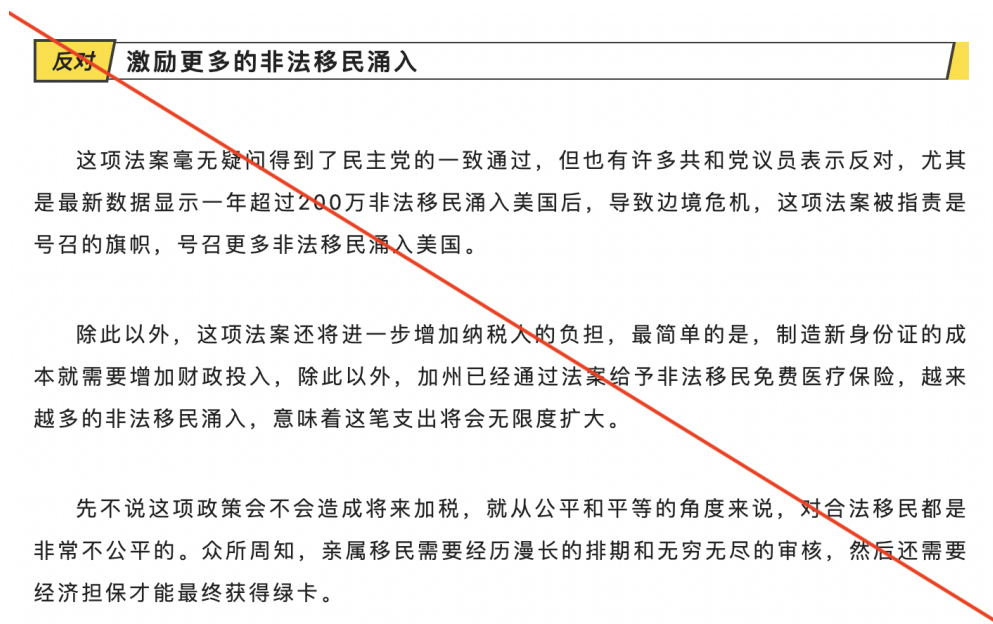 反对 激励更多的非法移民涌入
这项法案毫无疑问得到了民主党的一致通过，但也有许多共和党议员表示反对，尤其
是最新数据显示一年超过200万非法移民涌入美国后，导致边境危机，这项法案被指责是
号召的旗帜，号召更多非法移民涌入美国。
除此以外，这项法案还将进一步增加纳税人的负担，最简单的是，制造新身份证的成
本就需要增加财政投入，除此以外，加州已经通过法案给予非法移民免费医疗保险，越来
越多的非法移民涌入，意味着这笔支出将会无限度扩大。
先不说这项政策会不会造成将来加税，就从公平和平等的角度来说，对合法移民都是
非常不公平的。众所周知，亲属移民需要经历漫长的排期和无穷无尽的审核，然后还需要
经济担保才能最终获得绿卡。